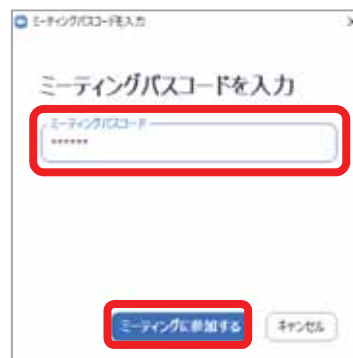 ミーティングパスコードを入力
ミーティングパスコードを入力
ミーティングパスコード
******
ミーティングに参加する
キャンセル